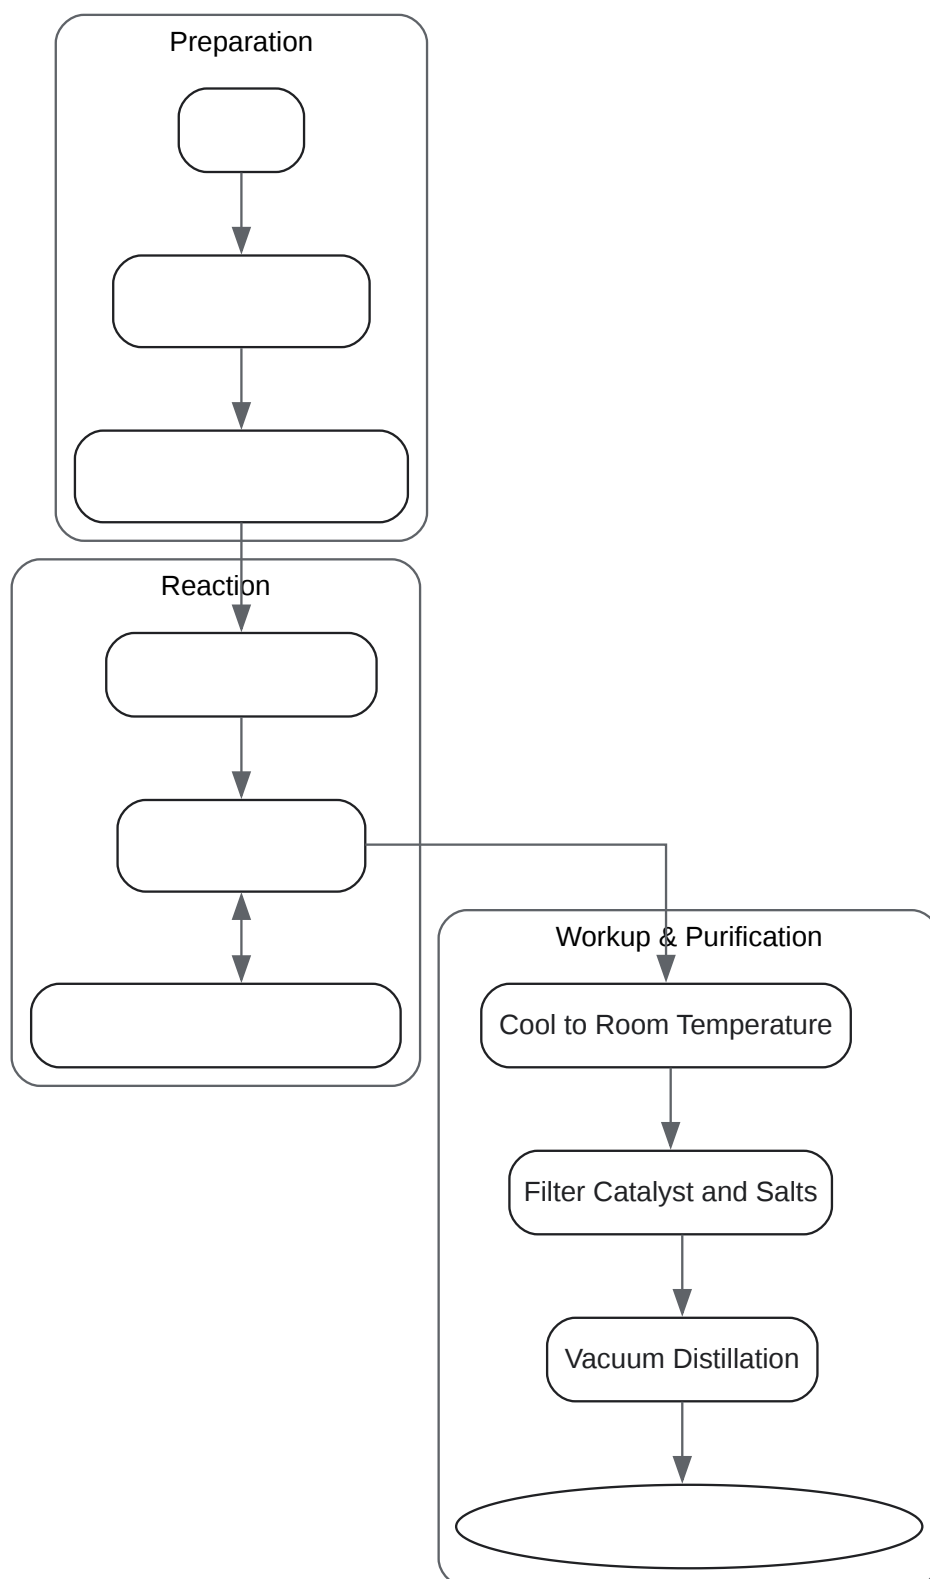 Preparation
Reaction
Workup & Purification
Cool to Room Temperature
Filter Catalyst and Salts
Vacuum Distillation